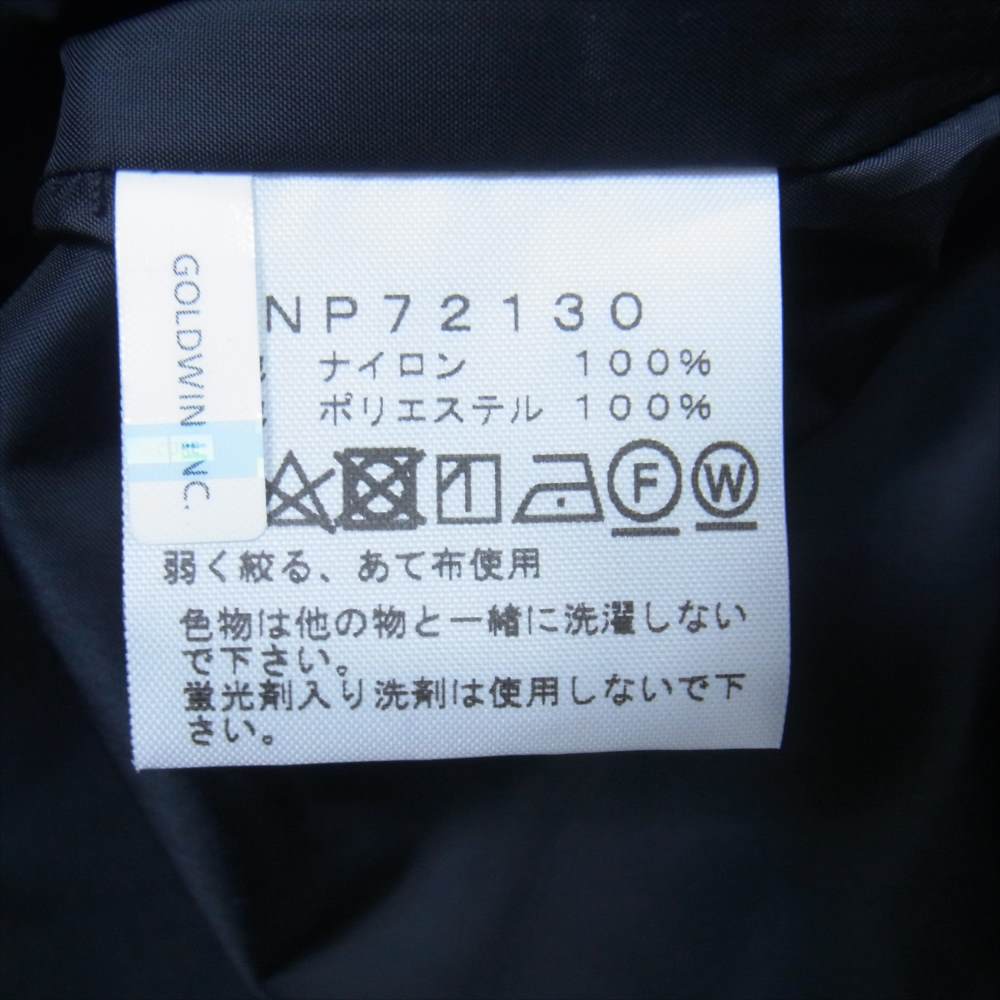 GOLDWIN INC.
NP72130
ナイロン 100%
ポリエステル 100%
F W
弱く絞る、あて布使用
色物は他の物と一緒に洗濯しない
で下さい。
蛍光剤入り洗剤は使用しないで下
さい。